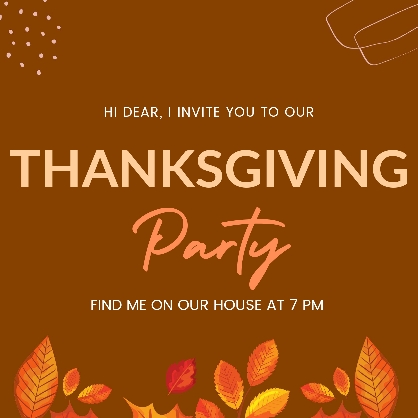 HI DEAR, I INVITE YOU TO OUR
THANKSGIVING
Party
FIND ME ON OUR HOUSE AT 7 PM